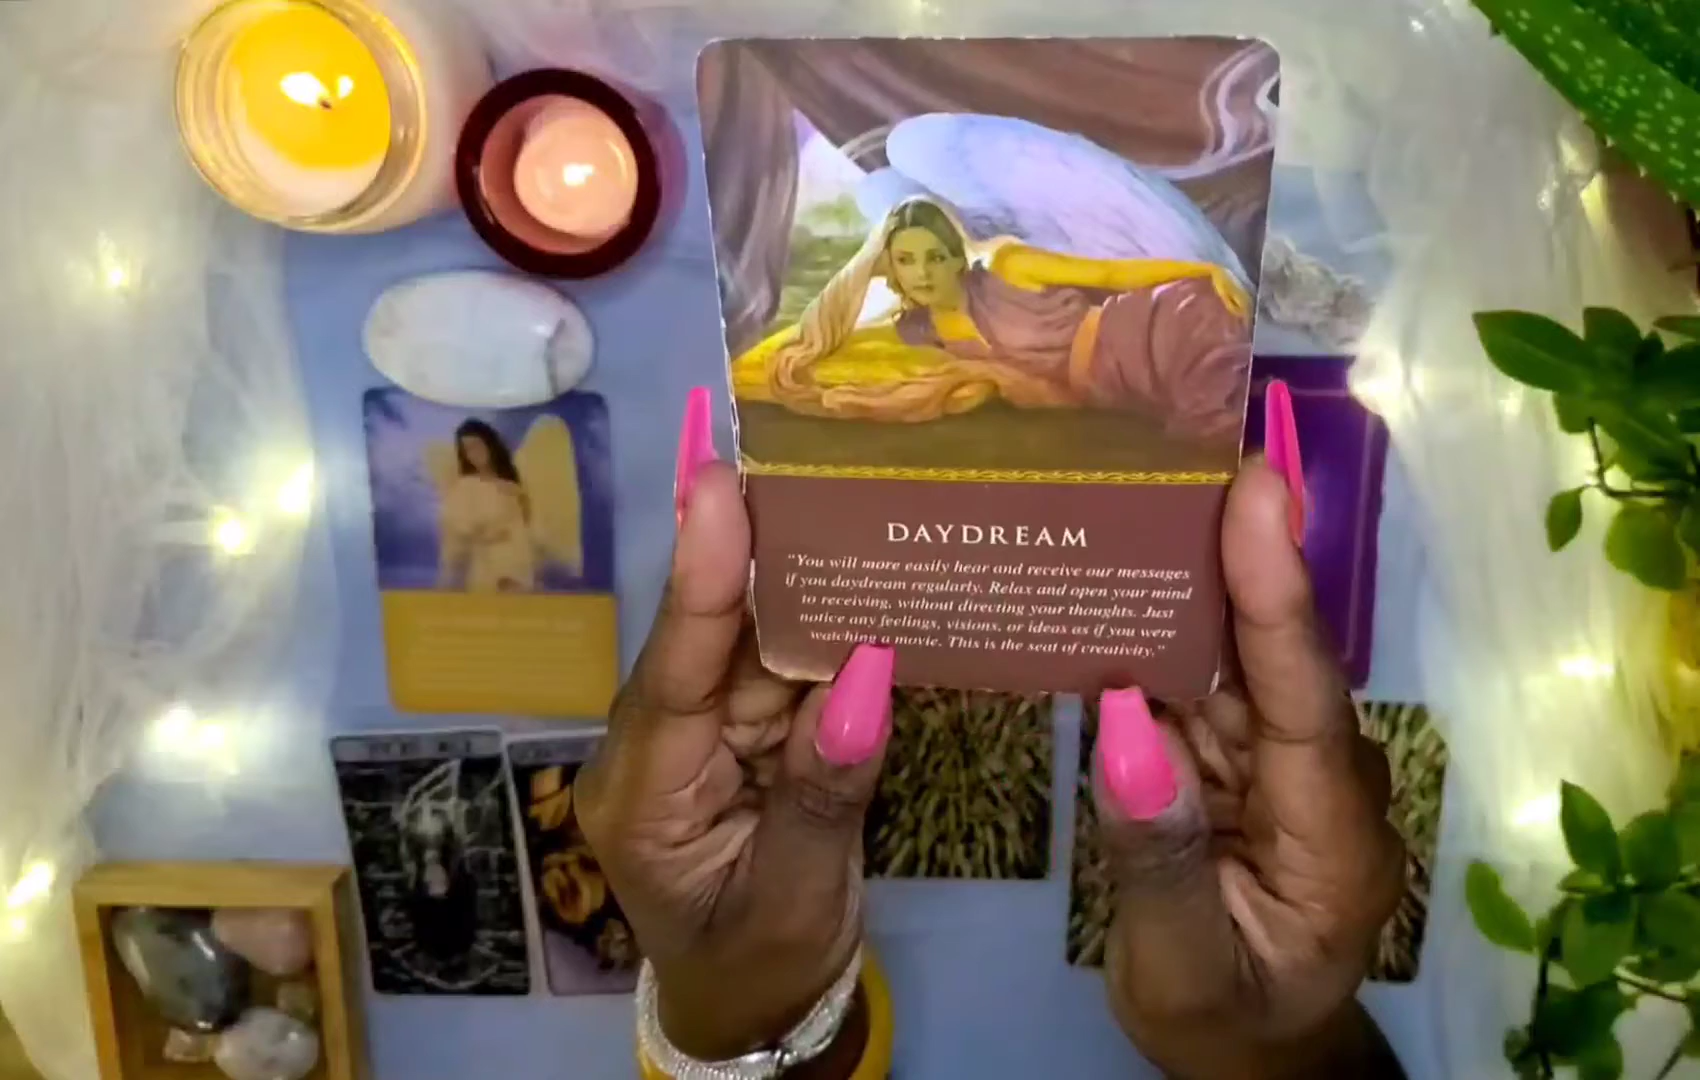 DAYDREAM
"You will more easily hear and receive our messages
if you daydream regularly. Relax and open your mind
to receiving, without directing your thoughts. Just
notice any feelings, visions, or ideas as if you were
watching a movie. This is the seat of creativity."